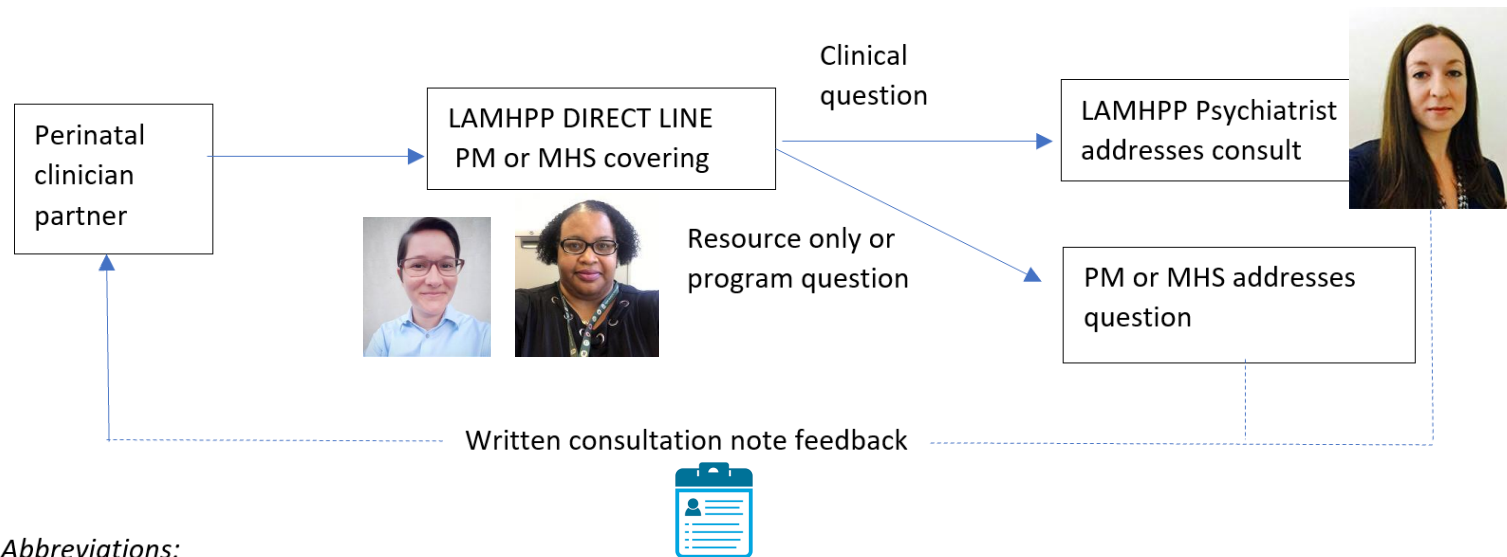 Perinatal
clinician
partner
LAMHPP DIRECT LINE
PM or MHS covering
Clinical
question
LAMHPP Psychiatrist
addresses consult
Resource only or
program question
PM or MHS addresses
question
Written consultation note feedback
Abbreviations: